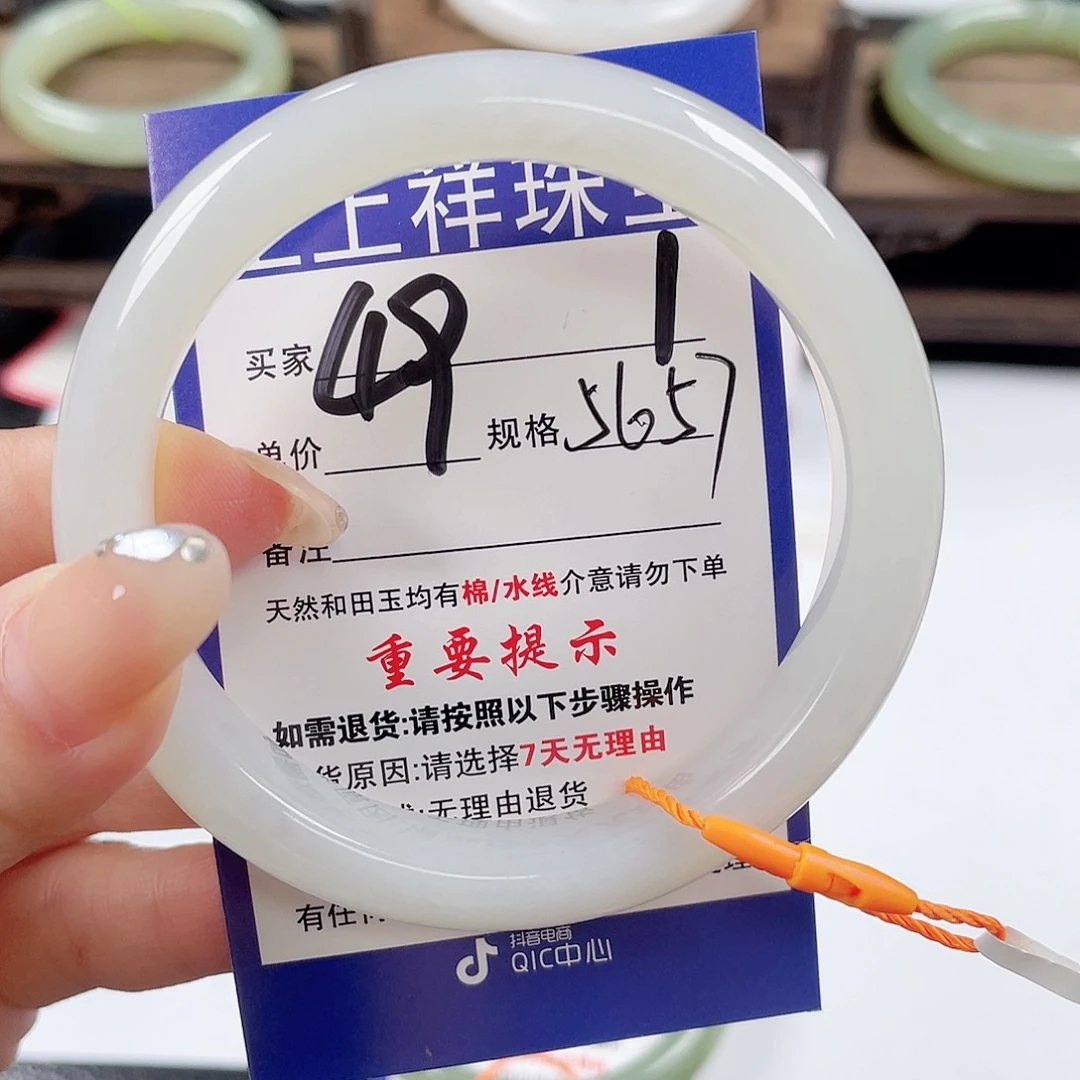 上祥珠宝
买家 49 1
单价 规格 5657
备注
天然和田玉均有棉/水线介意请勿下单
重要提示
如需退货:请按照以下步骤操作
货原因:请选择7天无理由
:无理由退货
有任
抖音电商
QIC中心